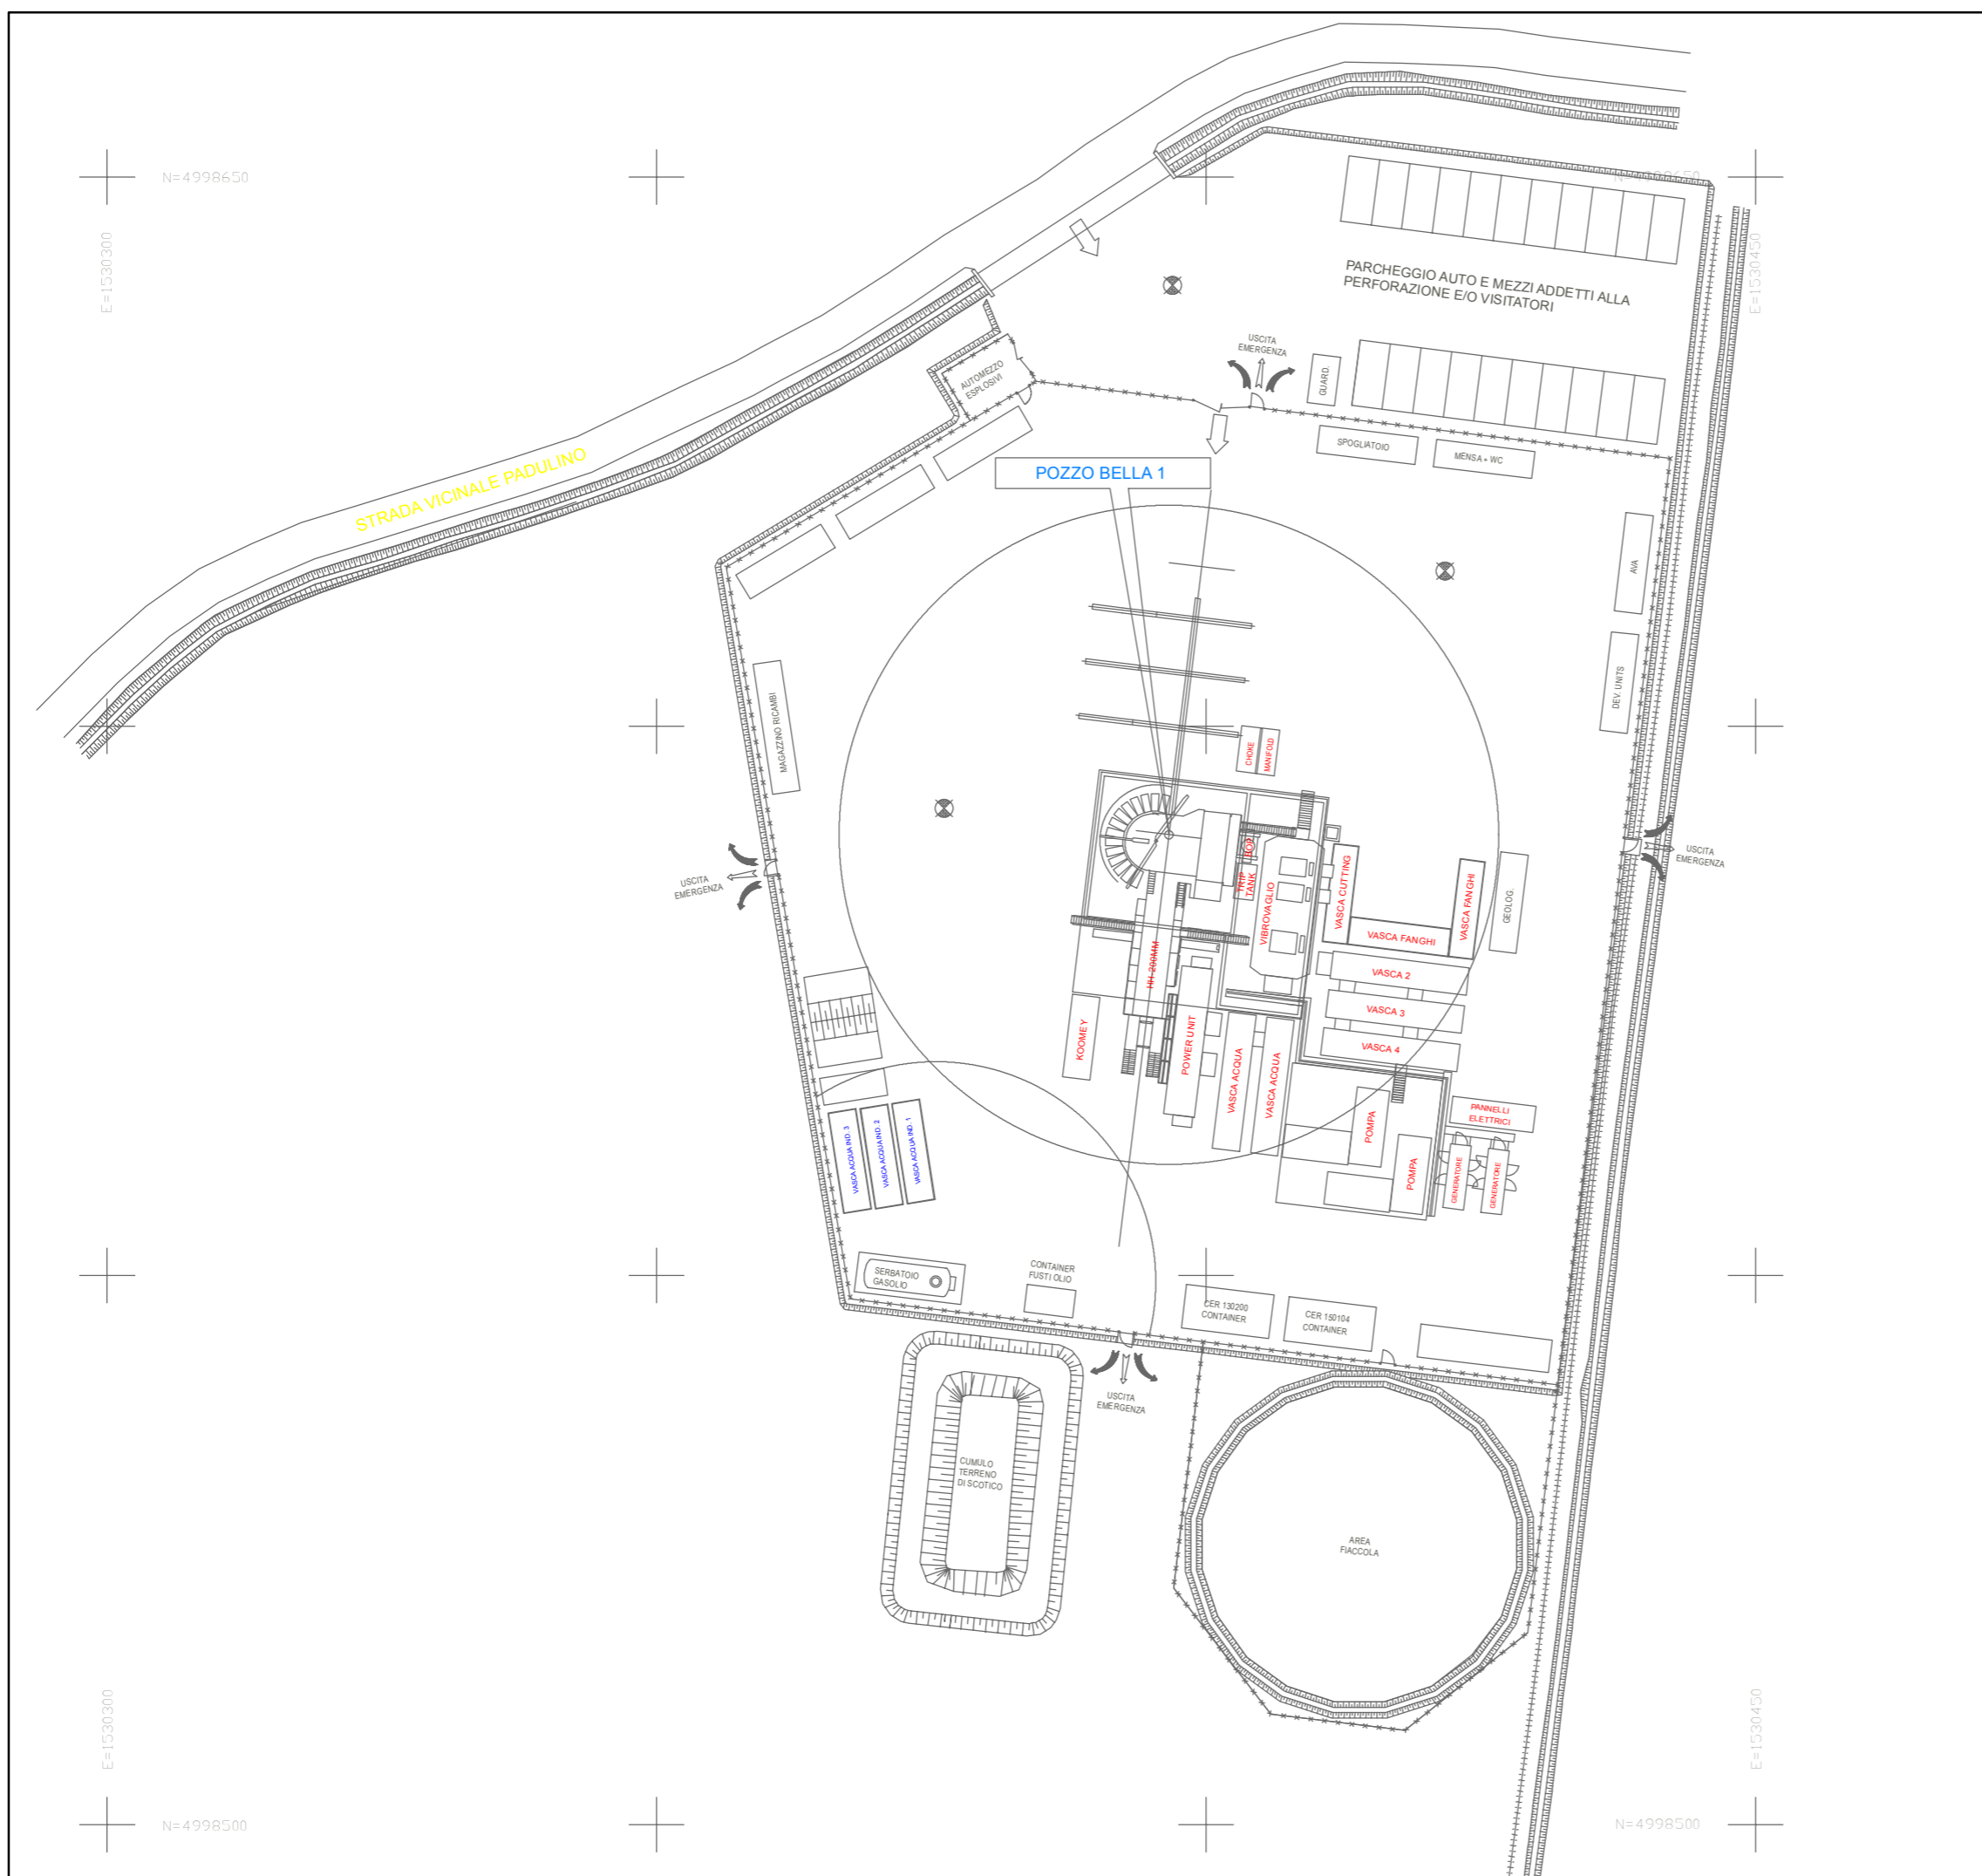 N=4998650
N=4998650
E=1530300
E=1530450
PARCHEGGIO AUTO E MEZZI ADDETTI ALLA
PERFORAZIONE E/O VISITATORI
USCITA
EMERGENZA
GUARD.
AUTOMEZZO
ESPLOSIVI
SPOGLIATOIO
MENSA + WC
STRADA VICINALE PADULINO
POZZO BELLA 1
AVA
DEV. UNITS
MAGAZZINO RICAMBI
CHOKE
MANIFOLD
BOP
TRIP
TANK
VIBROVAGLIO
VASCA CUTTING
VASCA FANGHI
VASCA FANGHI
GEOLOG.
USCITA
EMERGENZA
USCITA
EMERGENZA
HH-200MM
VASCA 2
VASCA 3
VASCA 4
KOOMEY
POWER UNIT
VASCA ACQUA
VASCA ACQUA
POMPA
POMPA
PANNELLI
ELETTRICI
GENERATORE
GENERATORE
VASCA ACQUA IND. 3
VASCA ACQUA IND. 2
VASCA ACQUA IND. 1
SERBATOIO
GASOLIO
CONTAINER
FUSTI OLIO
CER 130200
CONTAINER
CER 150104
CONTAINER
USCITA
EMERGENZA
CUMULO
TERRENO
DI SCOTICO
AREA
FIACCOLA
E=1530300
E=1530450
N=4998500
N=4998500